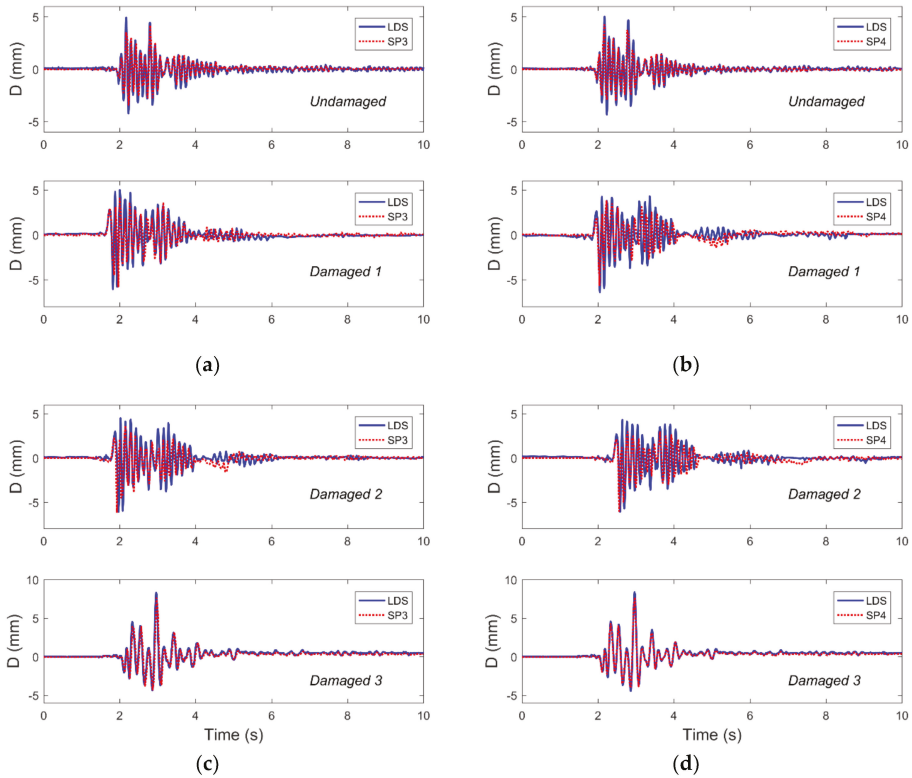 5
0
-5
D (mm)
LDS
SP3
Undamaged
0 2 4 6 8 10
5
0
-5
D (mm)
LDS
SP4
Undamaged
0 2 4 6 8 10
5
0
-5
D (mm)
LDS
SP3
Damaged 1
0 2 4 6 8 10
5
0
-5
D (mm)
LDS
SP4
Damaged 1
0 2 4 6 8 10
(a)
(b)
5
0
-5
D (mm)
LDS
SP3
Damaged 2
0 2 4 6 8 10
5
0
-5
D (mm)
LDS
SP4
Damaged 2
0 2 4 6 8 10
10
5
0
-5
D (mm)
LDS
SP3
Damaged 3
0 2 4 6 8 10
Time (s)
10
5
0
-5
D (mm)
LDS
SP4
Damaged 3
0 2 4 6 8 10
Time (s)
(c)
(d)